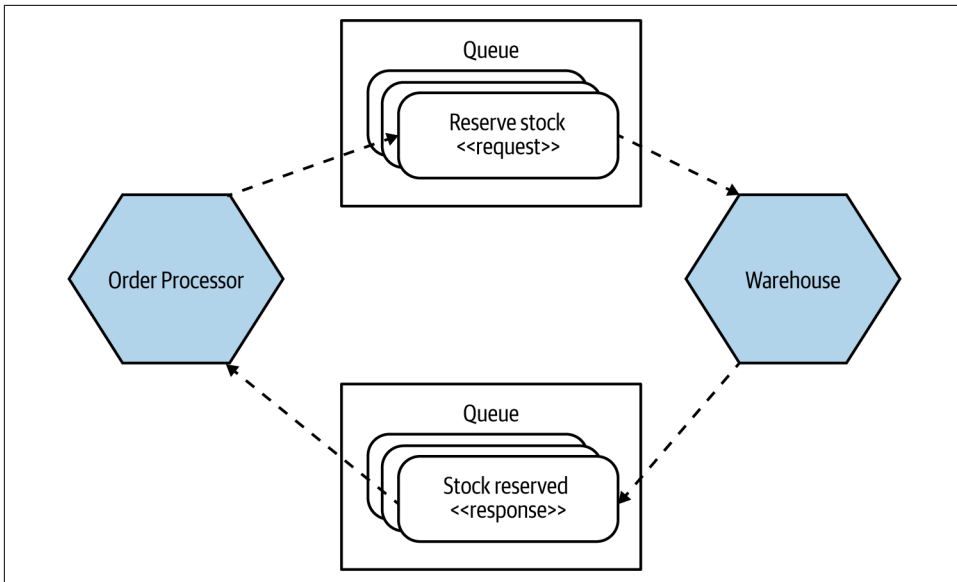 Queue
Reserve stock
<<request>>
Order Processor
Warehouse
Queue
Stock reserved
<<response>>